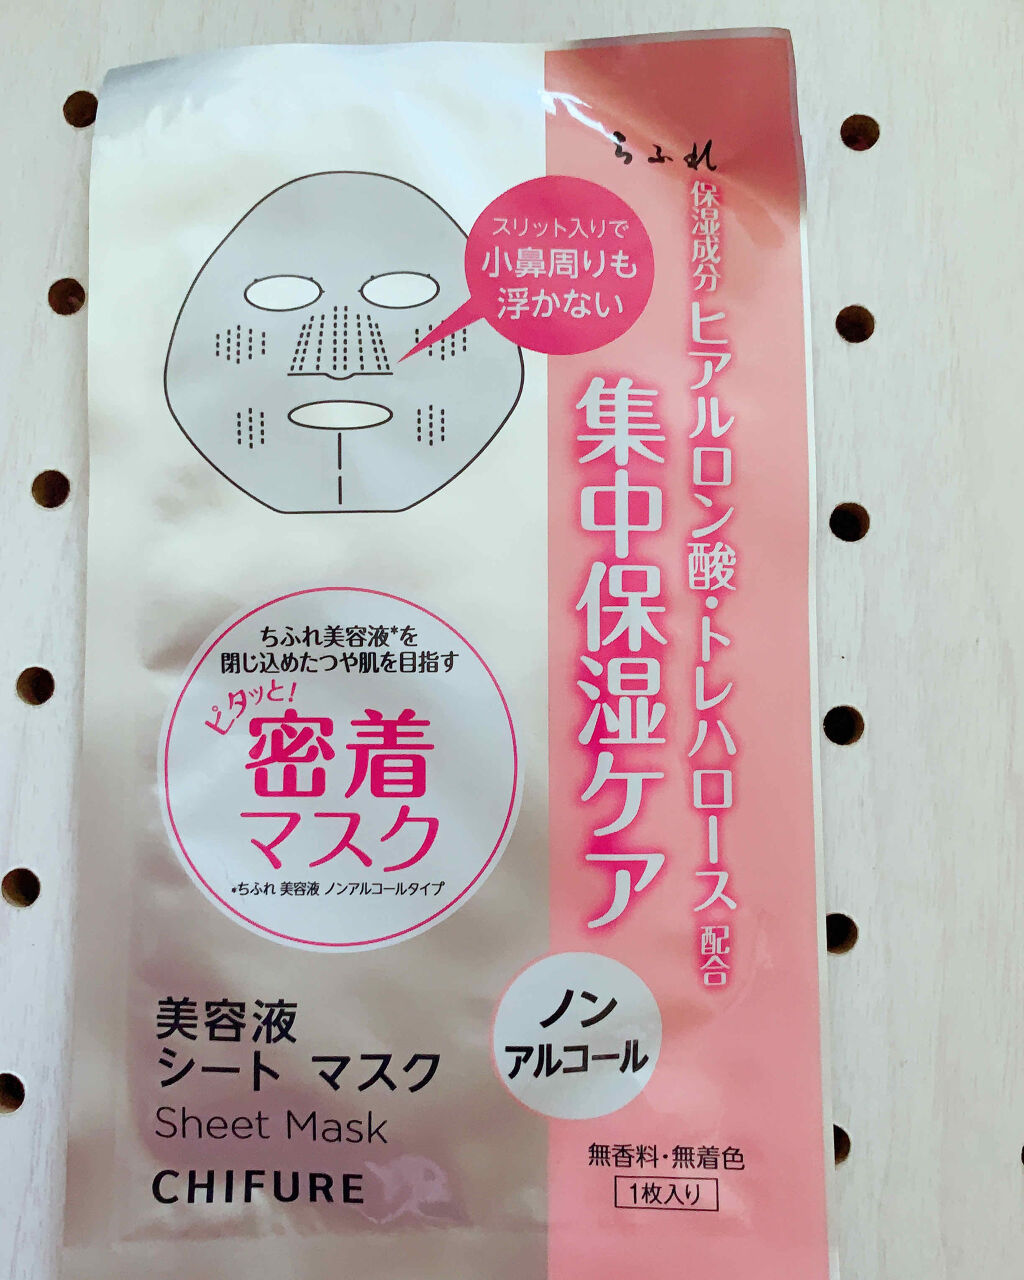 ちふれ
保湿成分 ヒアルロン酸・トレハロース 配合
集中保湿ケア
スリット入りで
小鼻周りも
浮かない
ちふれ美容液*を
閉じ込めたつや肌を目指す
ピタッと!
密着
マスク
*ちふれ 美容液 ノンアルコールタイプ
ノン
アルコール
美容液
シート マスク
Sheet Mask
CHIFURE
無香料・無着色
1枚入り